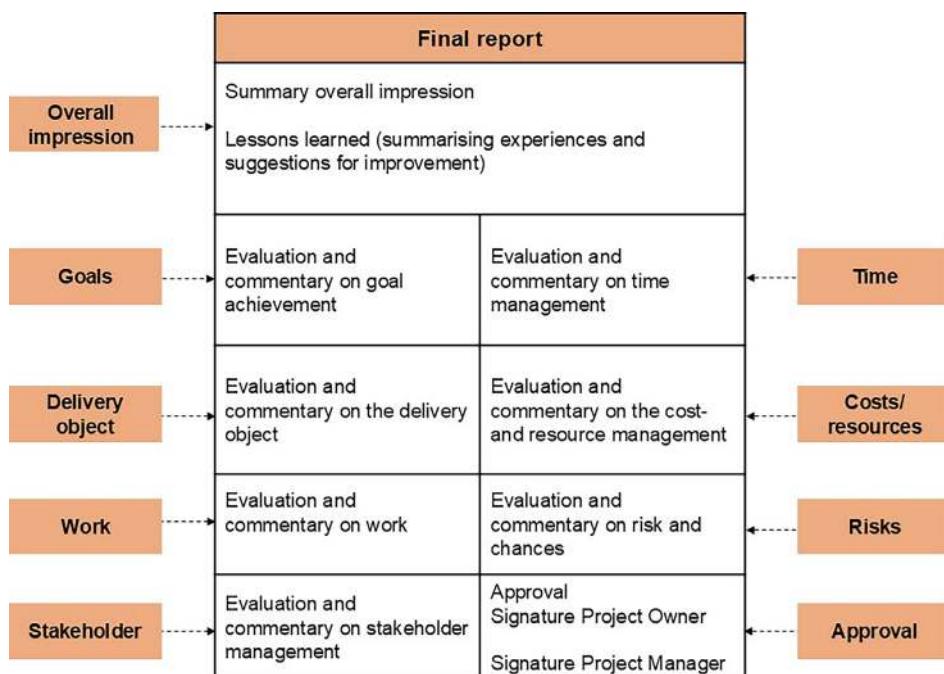 Final report
Overall
impression
Summary overall impression
Lessons learned (summarising experiences and
suggestions for improvement)
Goals
Evaluation and
commentary on goal
achievement
Evaluation and
commentary on time
management
Time
Delivery
object
Evaluation and
commentary on the delivery
object
Evaluation and
commentary on the cost-
and resource management
Costs/
resources
Work
Evaluation and
commentary on work
Evaluation and
commentary on risk and
chances
Risks
Stakeholder
Evaluation and
commentary on stakeholder
management
Approval
Signature Project Owner
Signature Project Manager
Approval